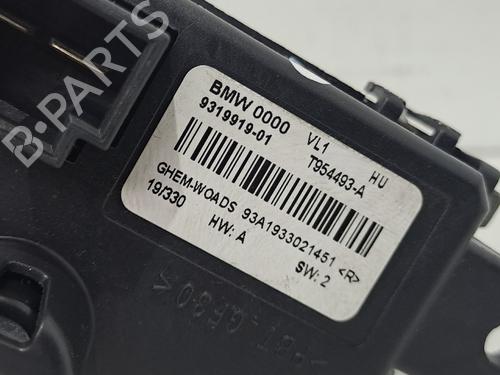 BMW 0000 VL1 HU
9319919-01 T954493-A
GHEM-WOADS 93A1933021451 <R>
19/330 HW: A SW: 2
B-PARTS